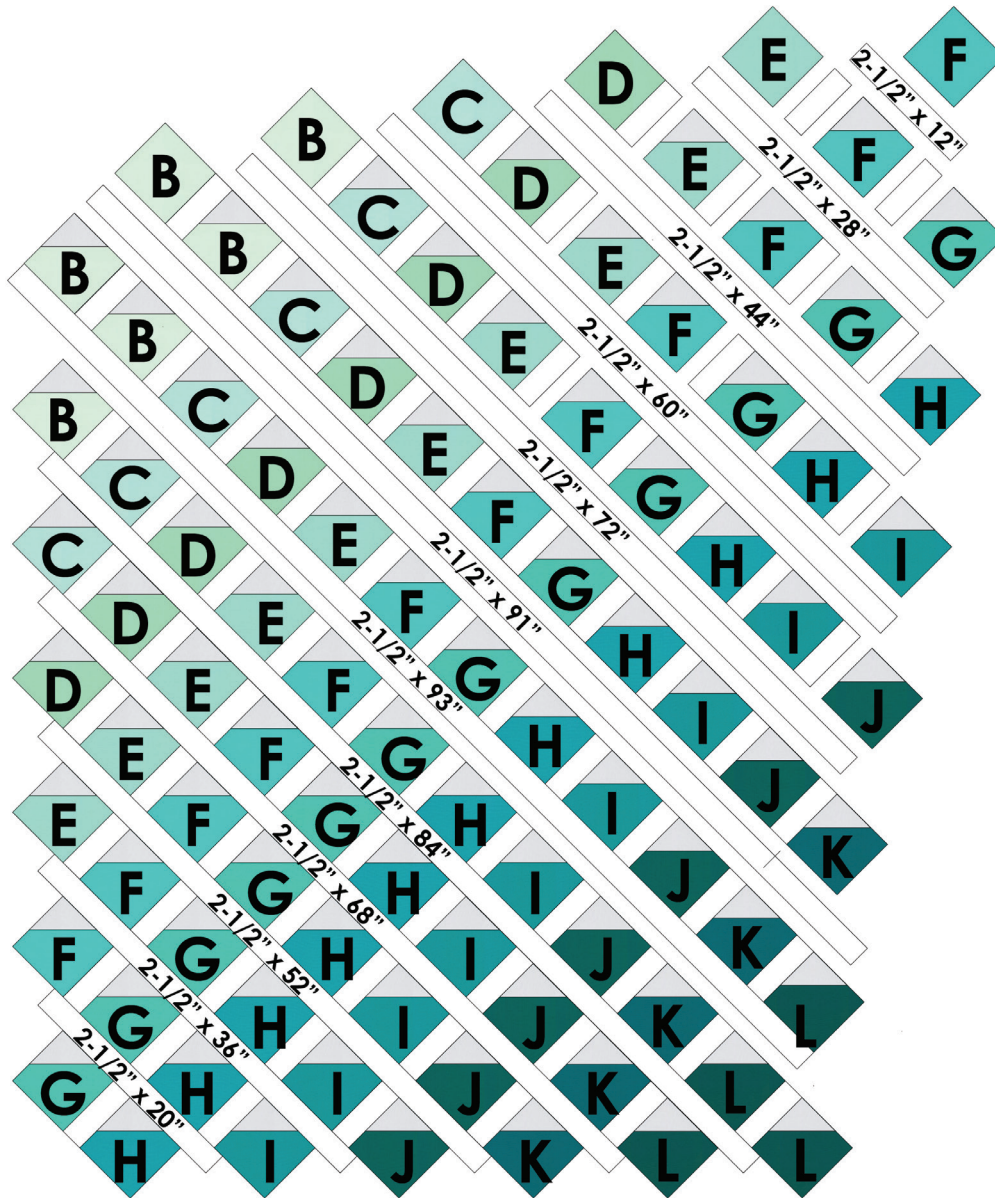 F
2-1/2” x 12”
E F G
2-1/2” x 28”
D E F G H
2-1/2” x 44”
C D E F G H I
2-1/2” x 60”
B C D E F G H I J
2-1/2” x 72”
B B C D E F G H I J K
2-1/2” x 91”
B B C D E F G H I J K L
2-1/2” x 93”
B C D E F G H I J K L L
2-1/2” x 84”
C D E F G H I J K L
2-1/2” x 68”
D E F G H I J K
2-1/2” x 52”
E F G H I J
2-1/2” x 36”
F G H I
2-1/2” x 20”
G H